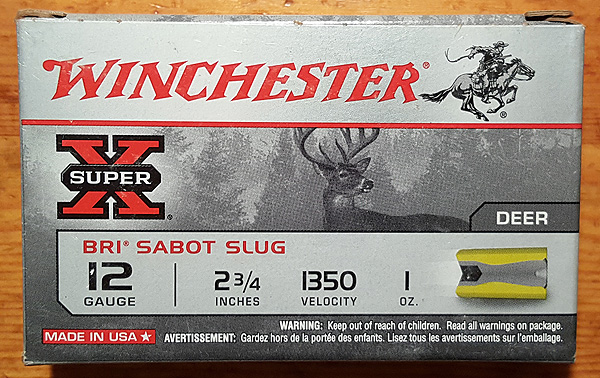 WINCHESTER®
®
SUPER
X
®
DEER
BRI® SABOT SLUG
12 2 3/4 1350 1
GAUGE INCHES VELOCITY OZ.
WARNING: Keep out of reach of children. Read all warnings on package.
MADE IN USA ★ AVERTISSEMENT: Gardez hors de la portée des enfants. Lisez tous les avertissements sur l'emballage.